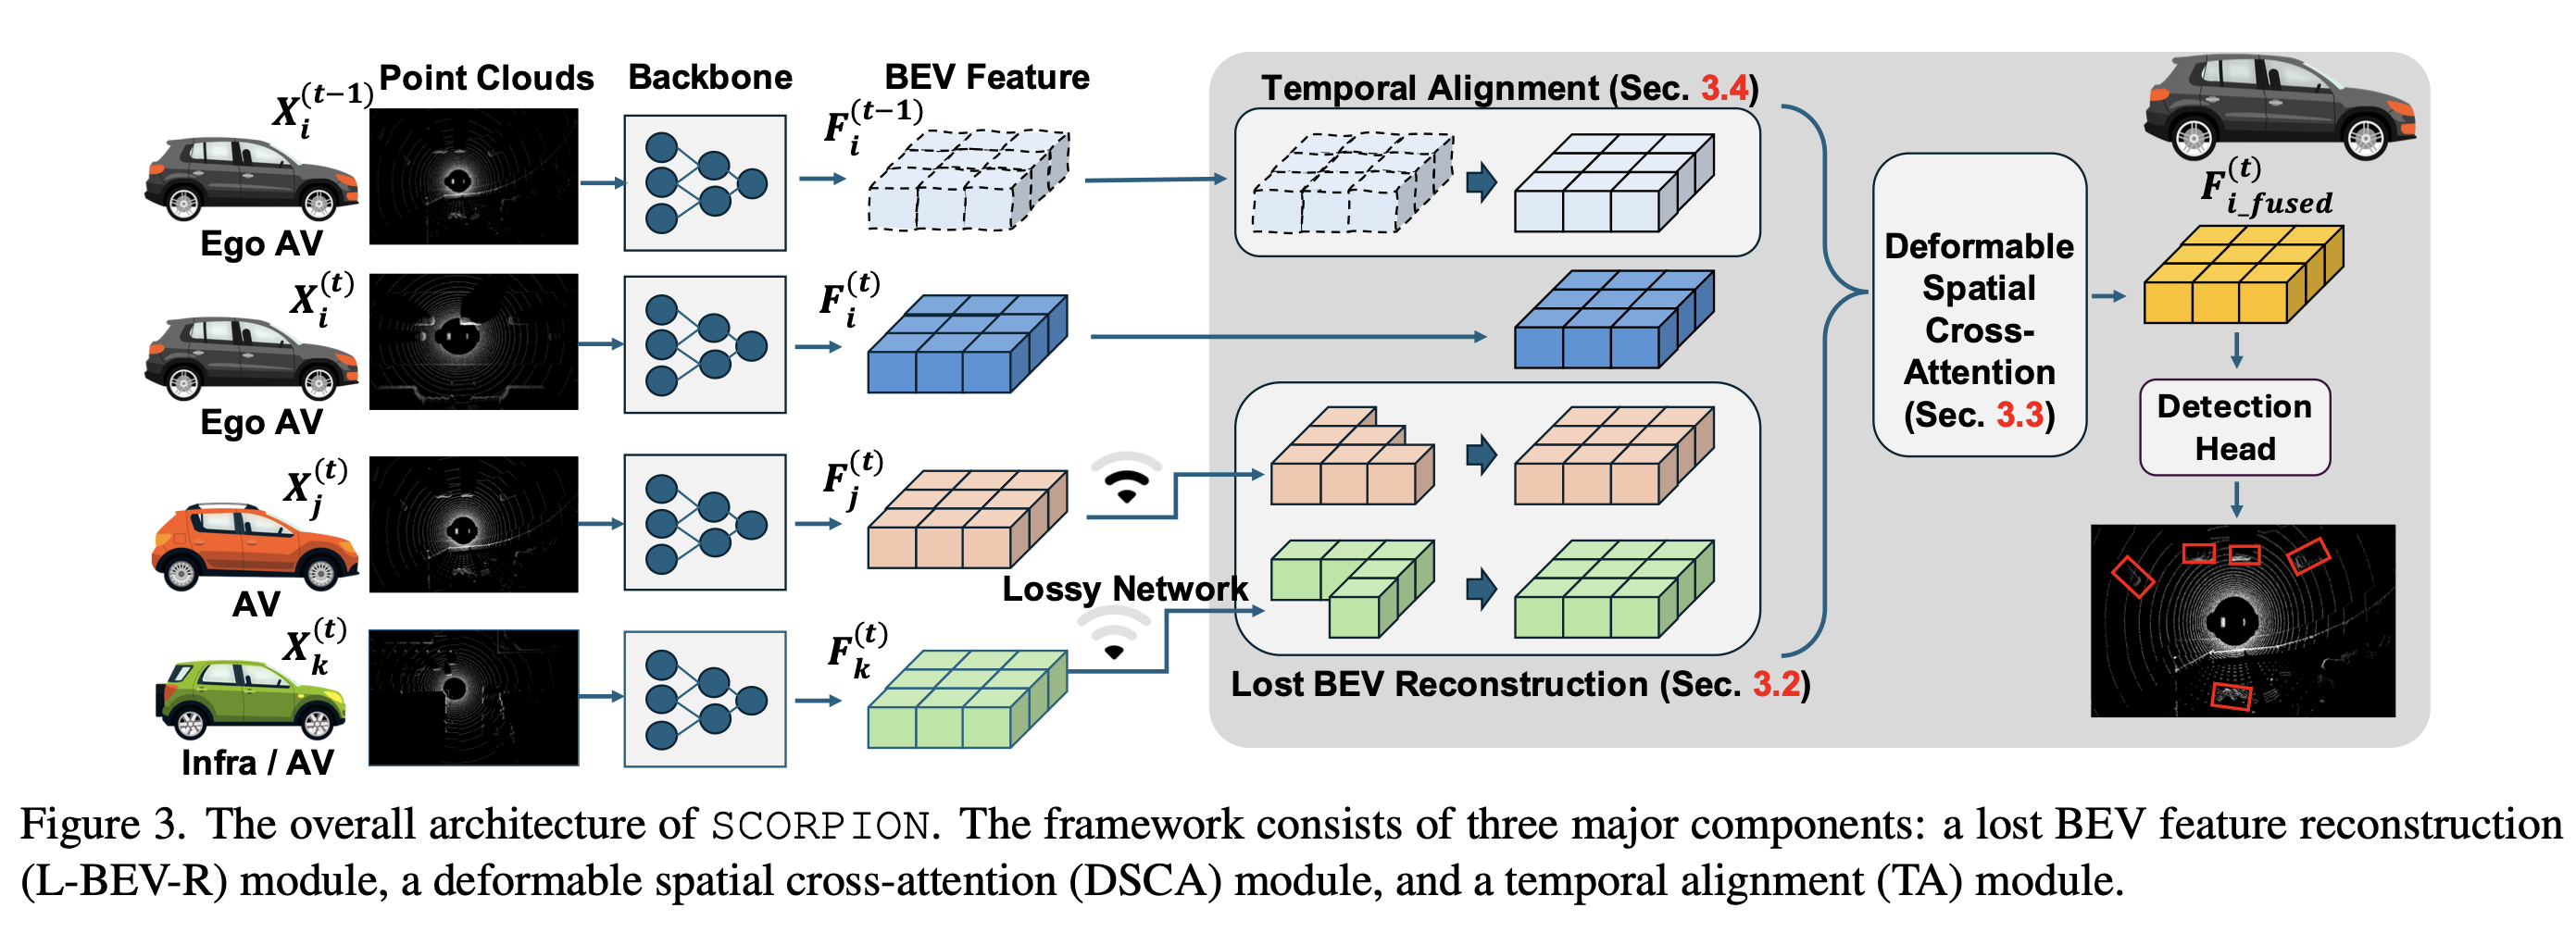 Point Clouds
Backbone
BEV Feature
X_i^(t−1)
Ego AV
F_i^(t−1)
X_i^(t)
Ego AV
F_i^(t)
X_j^(t)
AV
F_j^(t)
X_k^(t)
Infra / AV
F_k^(t)
Lossy Network
Temporal Alignment (Sec. 3.4)
Lost BEV Reconstruction (Sec. 3.2)
Deformable
Spatial
Cross-
Attention
(Sec. 3.3)
F_i_fused^(t)
Detection
Head
Figure 3. The overall architecture of SCORPION. The framework consists of three major components: a lost BEV feature reconstruction
(L-BEV-R) module, a deformable spatial cross-attention (DSCA) module, and a temporal alignment (TA) module.